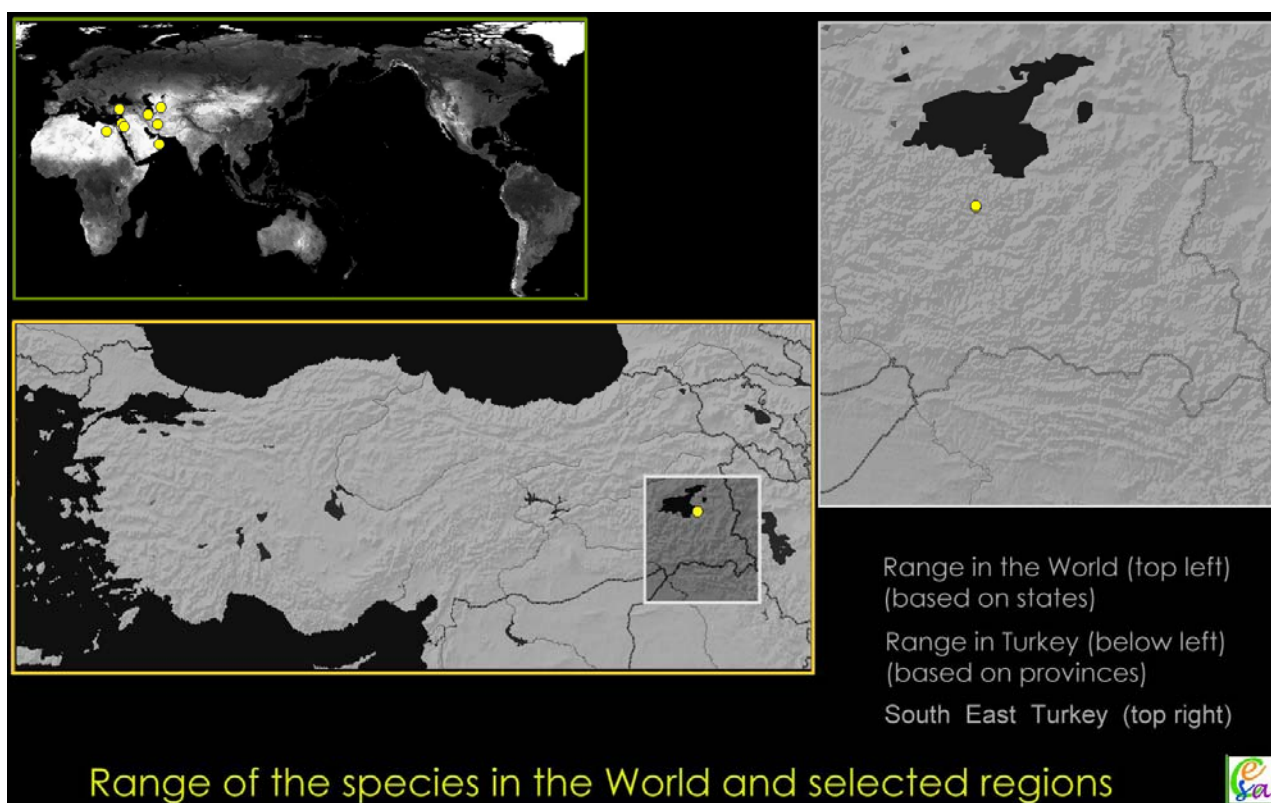 Range in the World (top left)
(based on states)
Range in Turkey (below left)
(based on provinces)
South East Turkey (top right)
Range of the species in the World and selected regions
Cesa